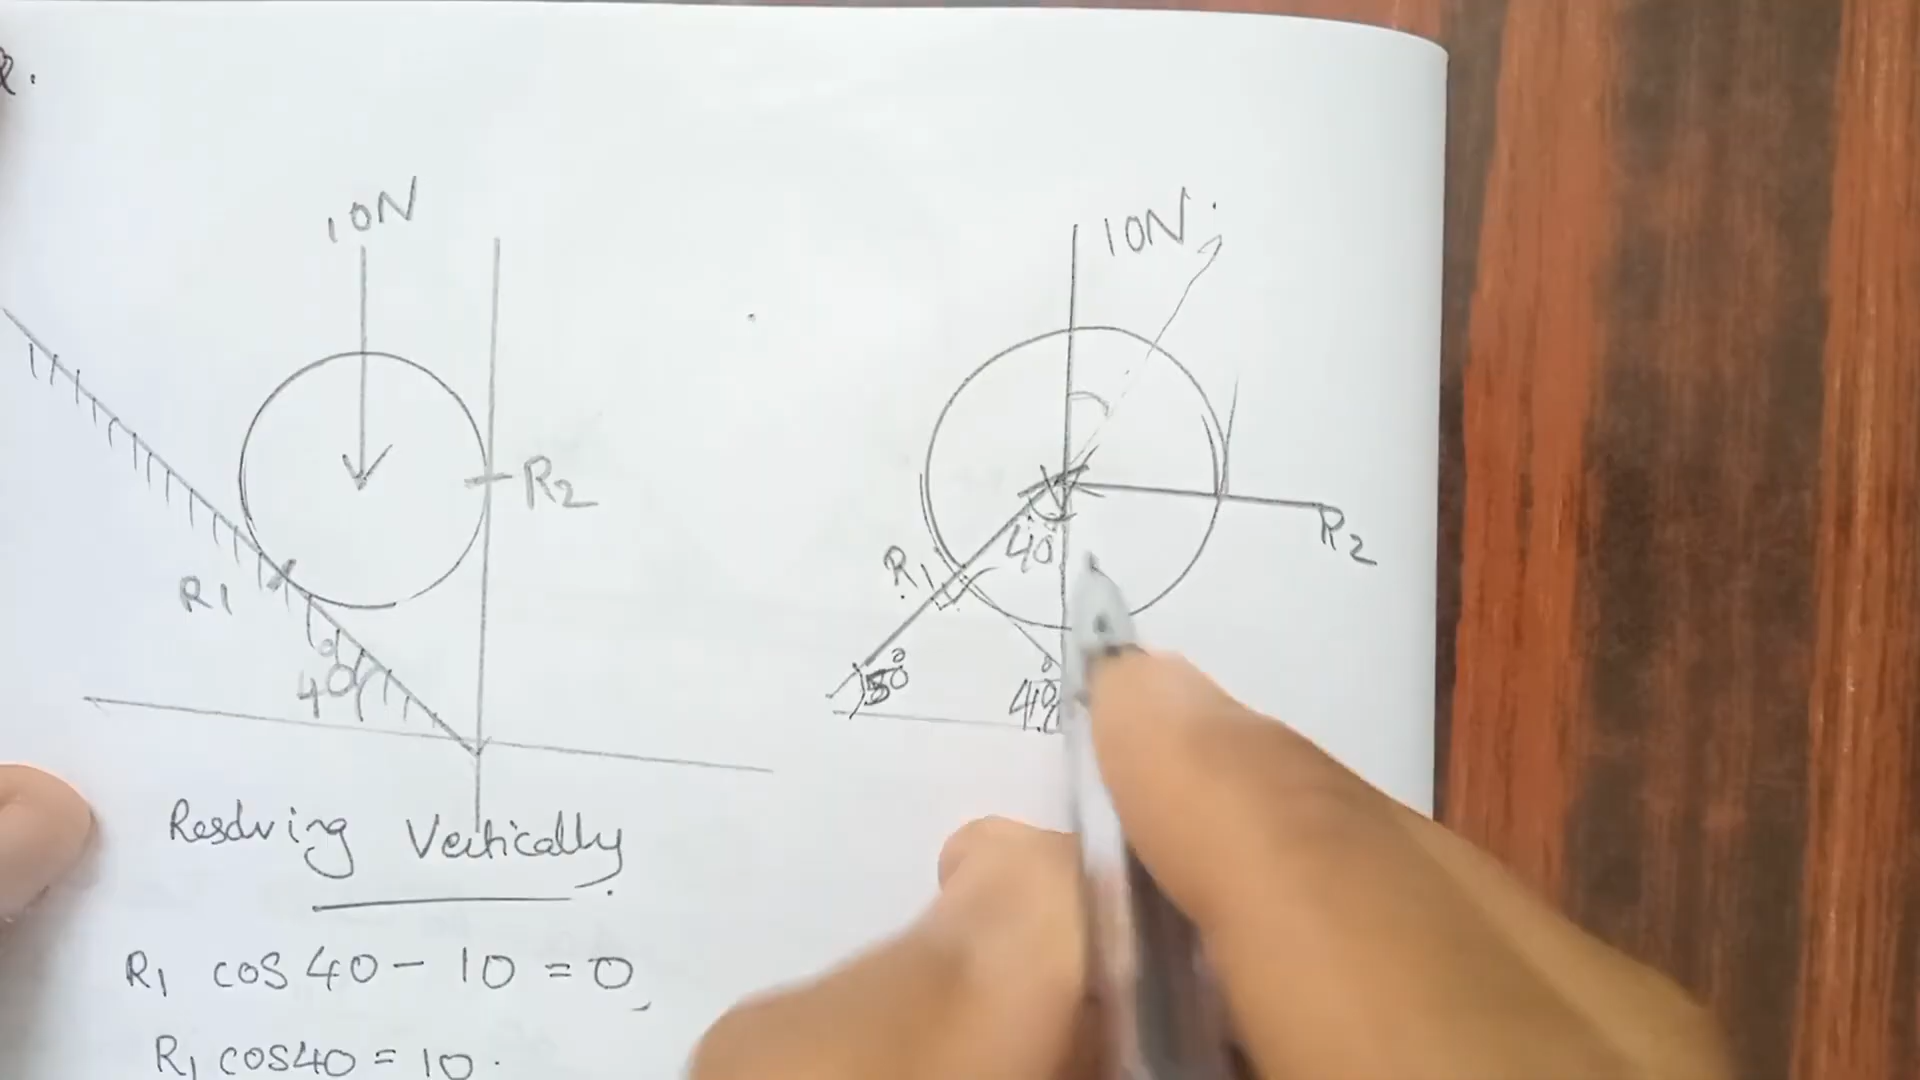 10N
R2
R1
40°
10N.
40
R1
R2
50°
40°
Resolving Vertically
R1 cos 40 - 10 = 0
R1 cos40 = 10.